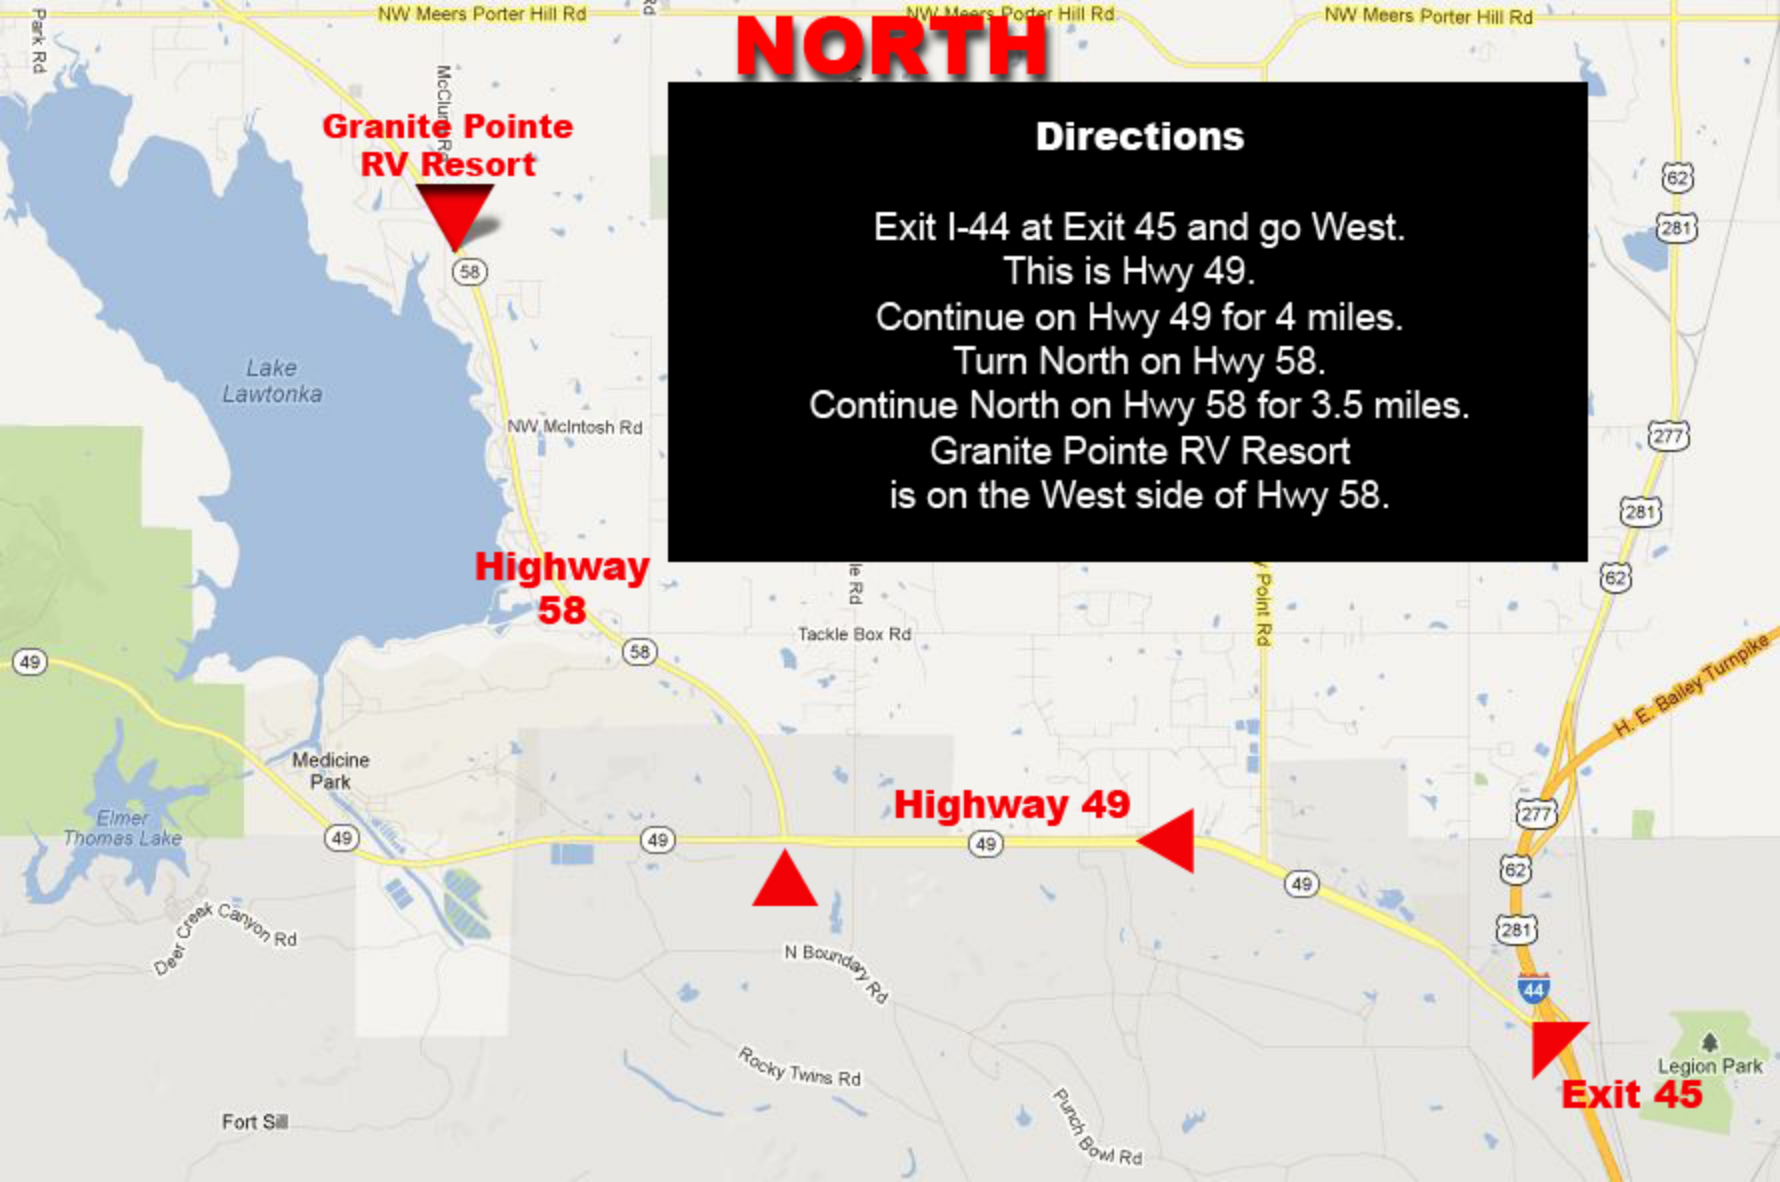 NW Meers Porter Hill Rd
NW Meers Porter Hill Rd
NW Meers Porter Hill Rd
Park Rd
Rd
NORTH
Granite Pointe
RV Resort
58
Directions
Exit I-44 at Exit 45 and go West.
This is Hwy 49.
Continue on Hwy 49 for 4 miles.
Turn North on Hwy 58.
Continue North on Hwy 58 for 3.5 miles.
Granite Pointe RV Resort
is on the West side of Hwy 58.
62
281
277
281
62
Lake
Lawtonka
NW McIntosh Rd
Highway
58
58
le Rd
Tackle Box Rd
Point Rd
H. E. Bailey Turnpike
49
Medicine
Park
Elmer
Thomas Lake
49
49
Highway 49
49
49
277
62
281
44
Deer Creek Canyon Rd
N Boundary Rd
Rocky Twins Rd
Punch Bowl Rd
Fort Sill
Legion Park
Exit 45